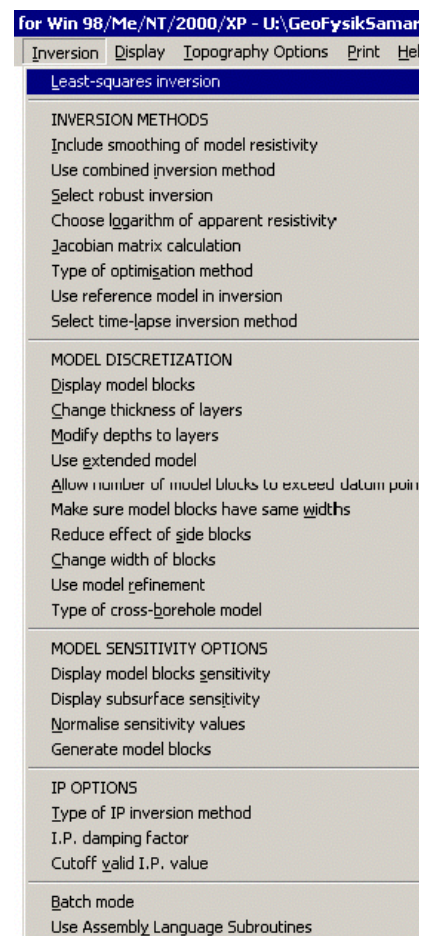 for Win 98/Me/NT/2000/XP - U:\GeoFysikSamar
Inversion Display Topography Options Print Hel
Least-squares inversion
INVERSION METHODS
Include smoothing of model resistivity
Use combined inversion method
Select robust inversion
Choose logarithm of apparent resistivity
Jacobian matrix calculation
Type of optimisation method
Use reference model in inversion
Select time-lapse inversion method
MODEL DISCRETIZATION
Display model blocks
Change thickness of layers
Modify depths to layers
Use extended model
Allow number of model blocks to exceed datum poin
Make sure model blocks have same widths
Reduce effect of side blocks
Change width of blocks
Use model refinement
Type of cross-borehole model
MODEL SENSITIVITY OPTIONS
Display model blocks sensitivity
Display subsurface sensitivity
Normalise sensitivity values
Generate model blocks
IP OPTIONS
Type of IP inversion method
I.P. damping factor
Cutoff valid I.P. value
Batch mode
Use Assembly Language Subroutines